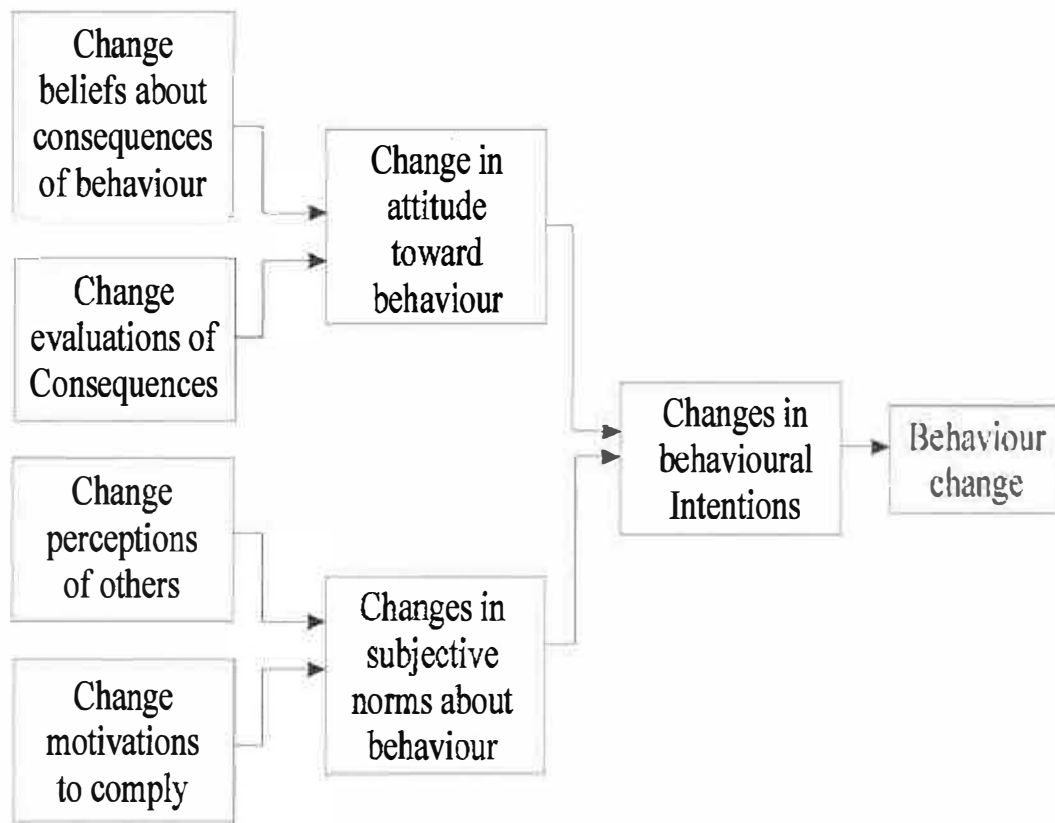 Change
beliefs about
consequences
of behaviour
Change
evaluations of
Consequences
Change in
attitude
toward
behaviour
Change
perceptions
of others
Change
motivations
to comply
Changes in
subjective
norms about
behaviour
Changes in
behavioural
Intentions
Behaviour
change